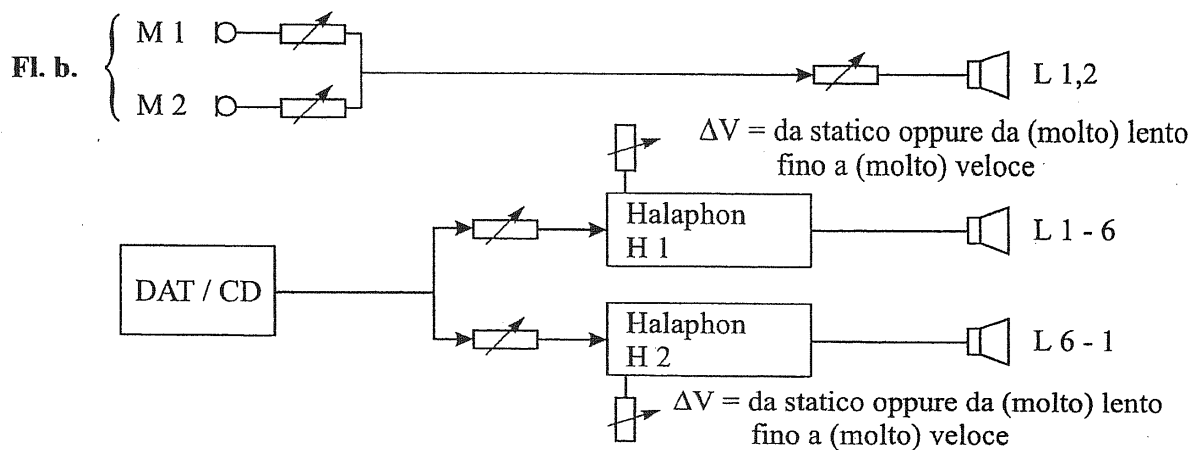 M 1
Fl. b.
M 2
L 1,2
ΔV = da statico oppure da (molto) lento
fino a (molto) veloce
Halaphon
H 1
L 1 - 6
DAT / CD
Halaphon
H 2
L 6 - 1
ΔV = da statico oppure da (molto) lento
fino a (molto) veloce